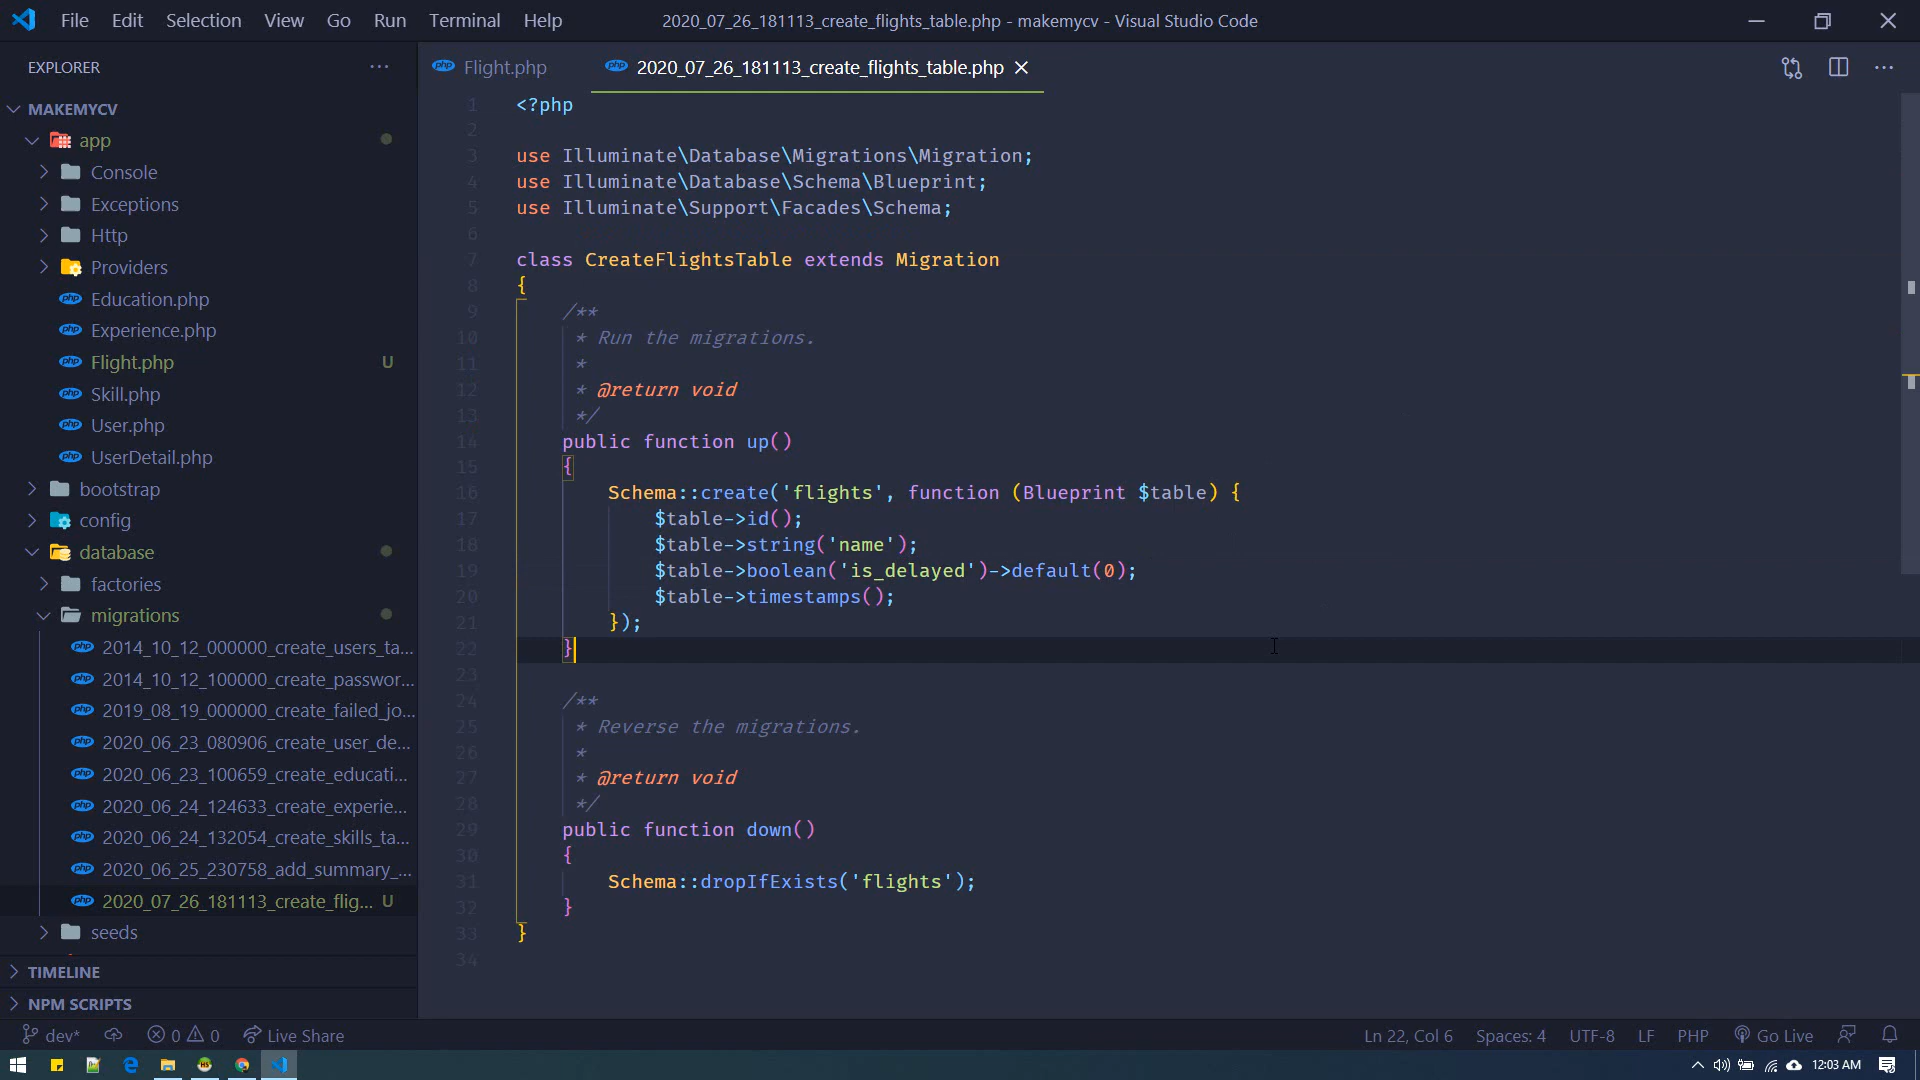 File Edit Selection View Go Run Terminal Help 2020_07_26_181113_create_flights_table.php - makemycv - Visual Studio Code
EXPLORER
MAKEMYCV
app
Console
Exceptions
Http
Providers
Education.php
Experience.php
Flight.php U
Skill.php
User.php
UserDetail.php
bootstrap
config
database
factories
migrations
2014_10_12_000000_create_users_ta...
2014_10_12_100000_create_passwor...
2019_08_19_000000_create_failed_jo...
2020_06_23_080906_create_user_de...
2020_06_23_100659_create_educati...
2020_06_24_124633_create_experie...
2020_06_24_132054_create_skills_ta...
2020_06_25_230758_add_summary_...
2020_07_26_181113_create_flig... U
seeds
TIMELINE
NPM SCRIPTS
Flight.php 2020_07_26_181113_create_flights_table.php
1 <?php
2
3 use Illuminate\Database\Migrations\Migration;
4 use Illuminate\Database\Schema\Blueprint;
5 use Illuminate\Support\Facades\Schema;
6
7 class CreateFlightsTable extends Migration
8 {
9 /**
10 * Run the migrations.
11 *
12 * @return void
13 */
14 public function up()
15 {
16 Schema::create('flights', function (Blueprint $table) {
17 $table->id();
18 $table->string('name');
19 $table->boolean('is_delayed')->default(0);
20 $table->timestamps();
21 });
22 }
23
24 /**
25 * Reverse the migrations.
26 *
27 * @return void
28 */
29 public function down()
30 {
31 Schema::dropIfExists('flights');
32 }
33 }
34
dev* 0 0 Live Share Ln 22, Col 6 Spaces: 4 UTF-8 LF PHP Go Live
12:03 AM